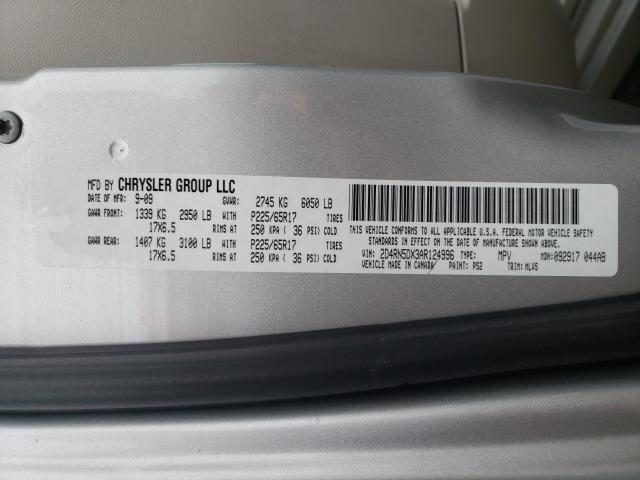 MFD BY CHRYSLER GROUP LLC
DATE OF MFR: 9-09 GVWR: 2745 KG 6050 LB
GAWR FRONT: 1339 KG 2950 LB WITH P225/65R17 TIRES
17X6.5 RIMS AT 250 KPA ( 36 PSI) COLD
GAWR REAR: 1407 KG 3100 LB WITH P225/65R17 TIRES
17X6.5 RIMS AT 250 KPA ( 36 PSI) COLD
THIS VEHICLE CONFORMS TO ALL APPLICABLE U.S.A. FEDERAL MOTOR VEHICLE SAFETY
STANDARDS IN EFFECT ON THE DATE OF MANUFACTURE SHOWN ABOVE.
VIN: 2D4RN5DX3AR124996 TYPE: MPV MDH: 092917 044AB
VEHICLE MADE IN CANADA PAINT: PS2 TRIM: MLVS